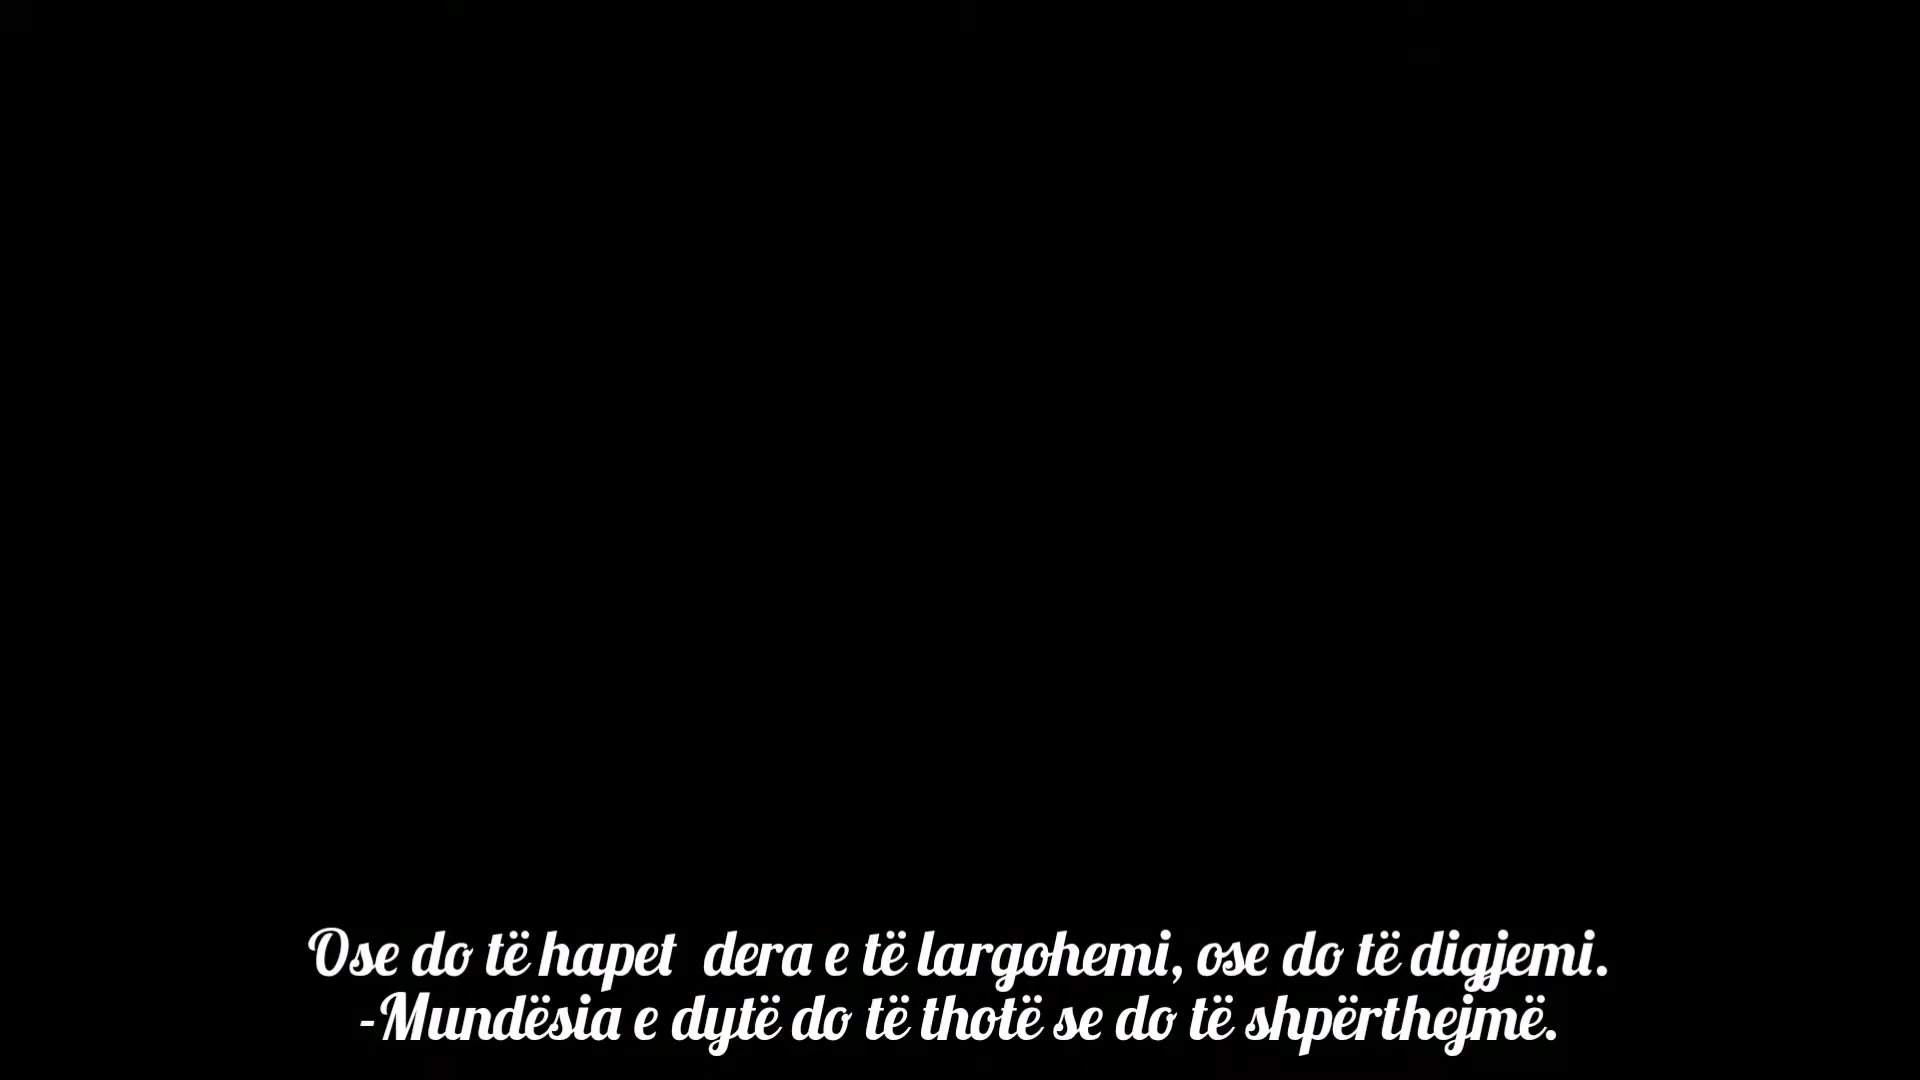 Ose do të hapet  dera e të largohemi, ose do të digjemi.
-Mundësia e dytë do të thotë se do të shpërthejmë.